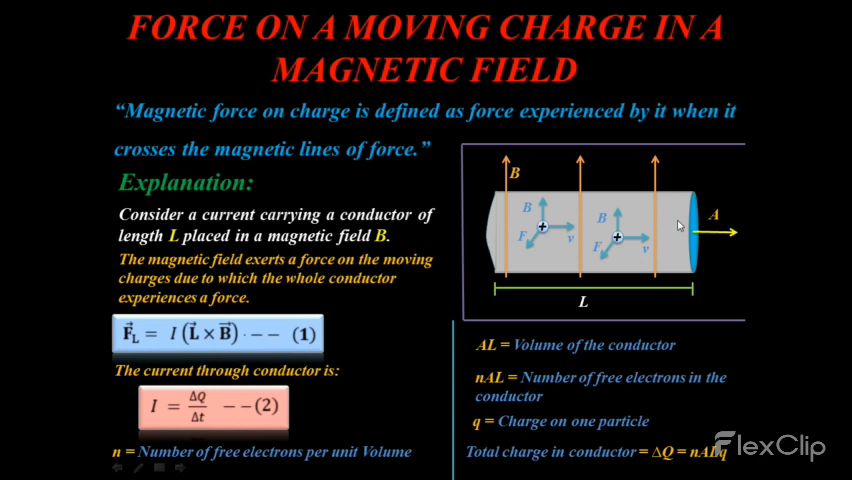 FORCE ON A MOVING CHARGE IN A
MAGNETIC FIELD
“Magnetic force on charge is defined as force experienced by it when it
crosses the magnetic lines of force.”
Explanation:
Consider a current carrying a conductor of
length L placed in a magnetic field B.
The magnetic field exerts a force on the moving
charges due to which the whole conductor
experiences a force.
F⃗L = I (L⃗ × B⃗) · - - (1)
The current through conductor is:
I = ΔQ/Δt - - (2)
n = Number of free electrons per unit Volume
B
B
F
v
B
F
v
A
L
AL = Volume of the conductor
nAL = Number of free electrons in the
conductor
q = Charge on one particle
Total charge in conductor = ΔQ = nALq
FlexClip